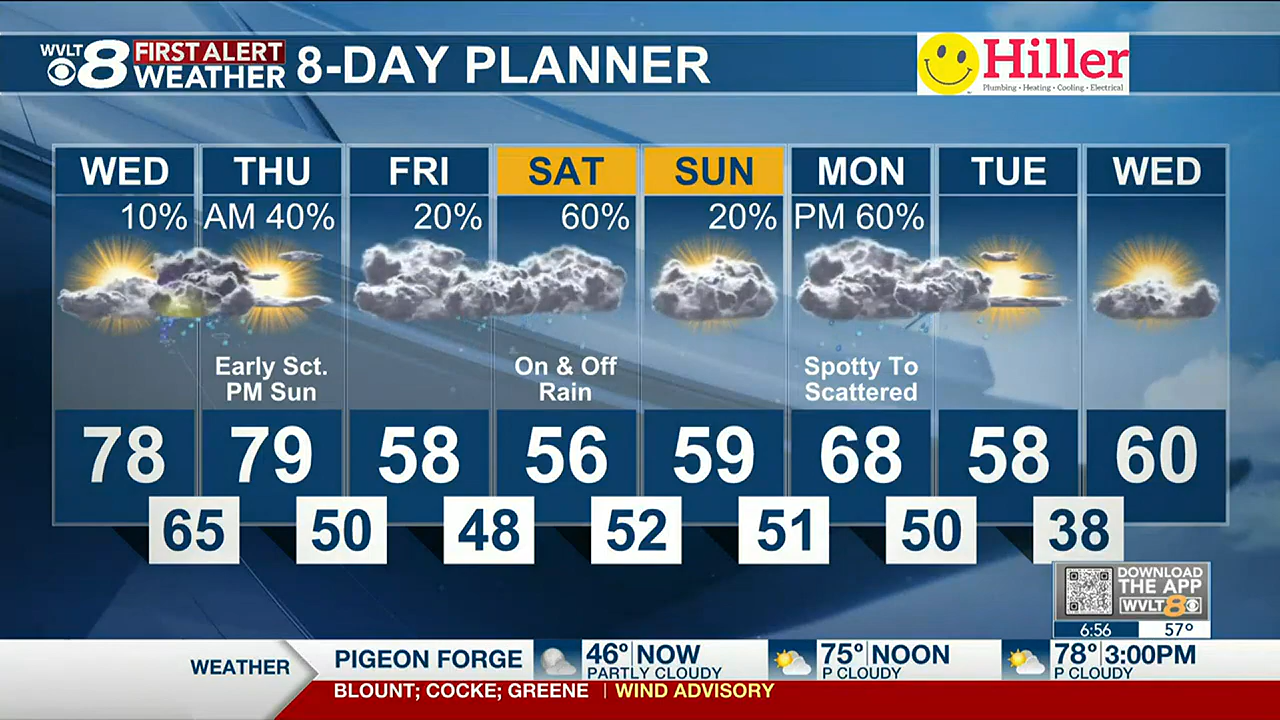 WVLT 8 FIRST ALERT WEATHER 8-DAY PLANNER
Hiller
Plumbing • Heating • Cooling • Electrical
WED THU FRI SAT SUN MON TUE WED
10% AM 40% 20% 60% 20% PM 60%
Early Sct. On & Off Spotty To
PM Sun Rain Scattered
78 79 58 56 59 68 58 60
65 50 48 52 51 50 38
DOWNLOAD
THE APP
WVLT 8
6:56 57°
WEATHER
PIGEON FORGE 46° NOW 75° NOON 78° 3:00PM
PARTLY CLOUDY P CLOUDY P CLOUDY
BLOUNT; COCKE; GREENE | WIND ADVISORY